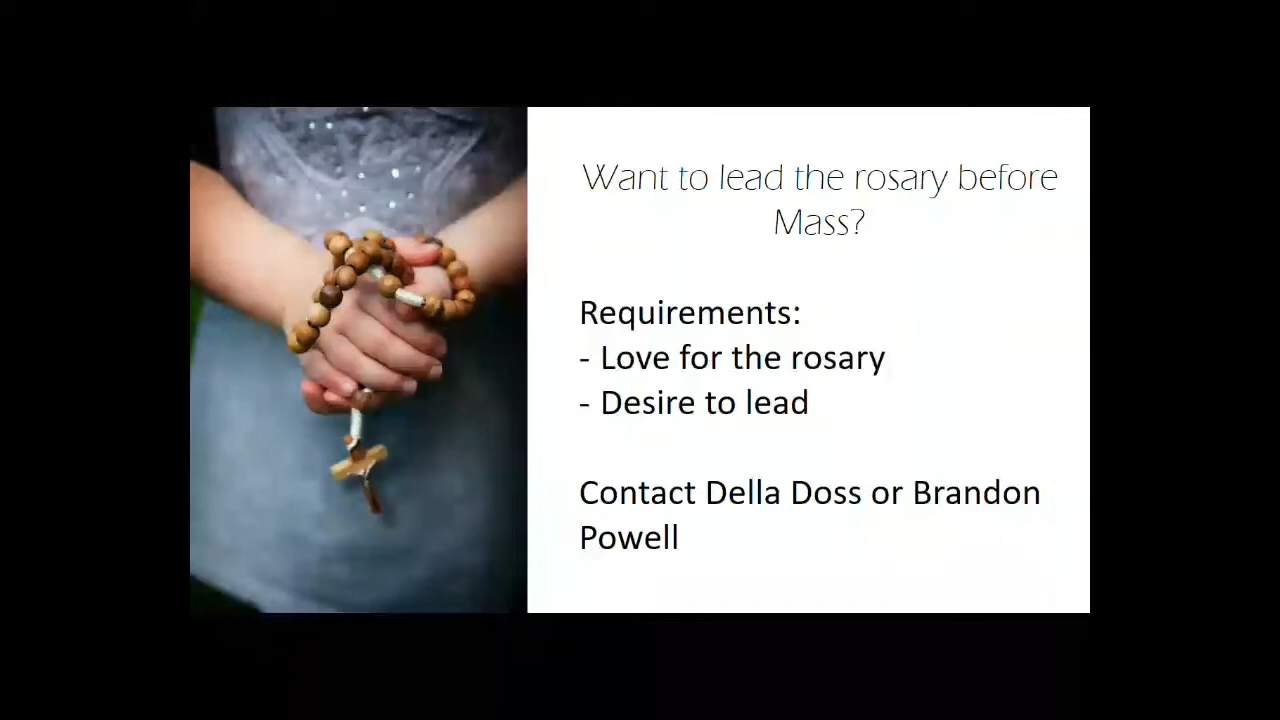 Want to lead the rosary before
Mass?
Requirements:
- Love for the rosary
- Desire to lead
Contact Della Doss or Brandon
Powell